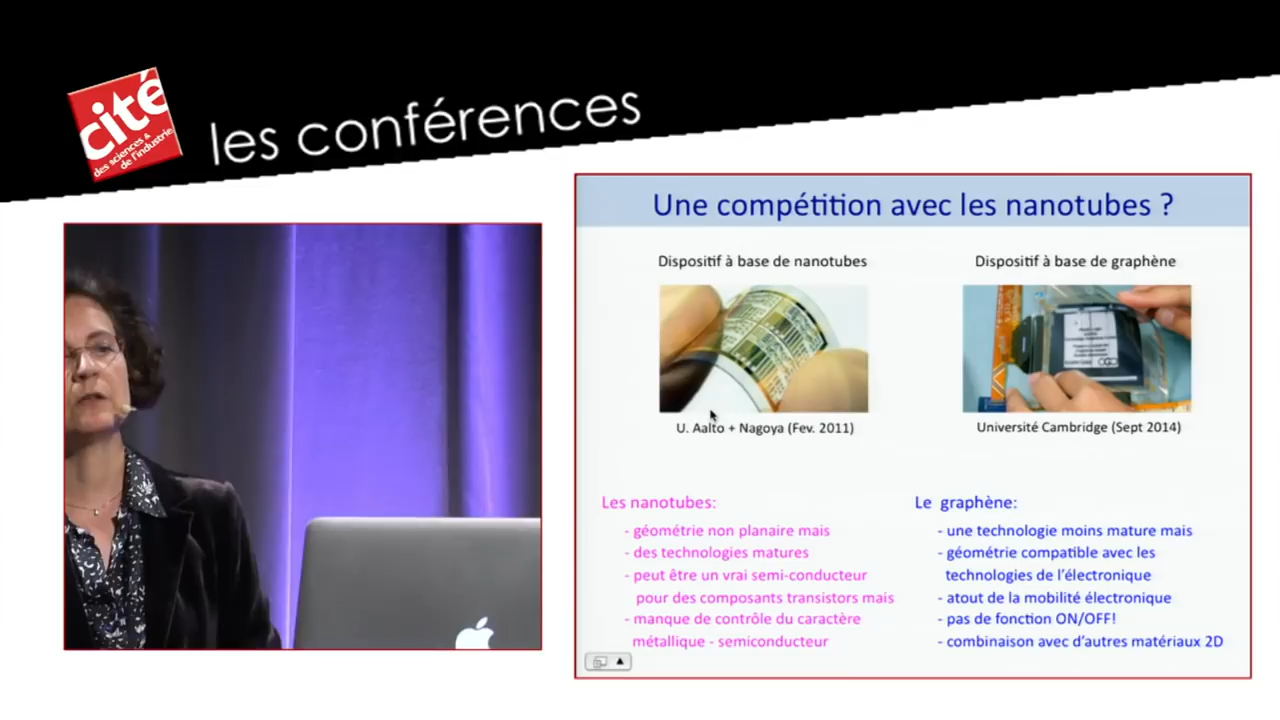 cité
des sciences &
de l'industrie
les conférences
Une compétition avec les nanotubes ?
Dispositif à base de nanotubes
Dispositif à base de graphène
U. Aalto + Nagoya (Fev. 2011)
Université Cambridge (Sept 2014)
Les nanotubes:
- géométrie non planaire mais
- des technologies matures
- peut être un vrai semi-conducteur
pour des composants transistors mais
- manque de contrôle du caractère
métallique - semiconducteur
Le graphène:
- une technologie moins mature mais
- géométrie compatible avec les
technologies de l'électronique
- atout de la mobilité électronique
- pas de fonction ON/OFF!
- combinaison avec d'autres matériaux 2D